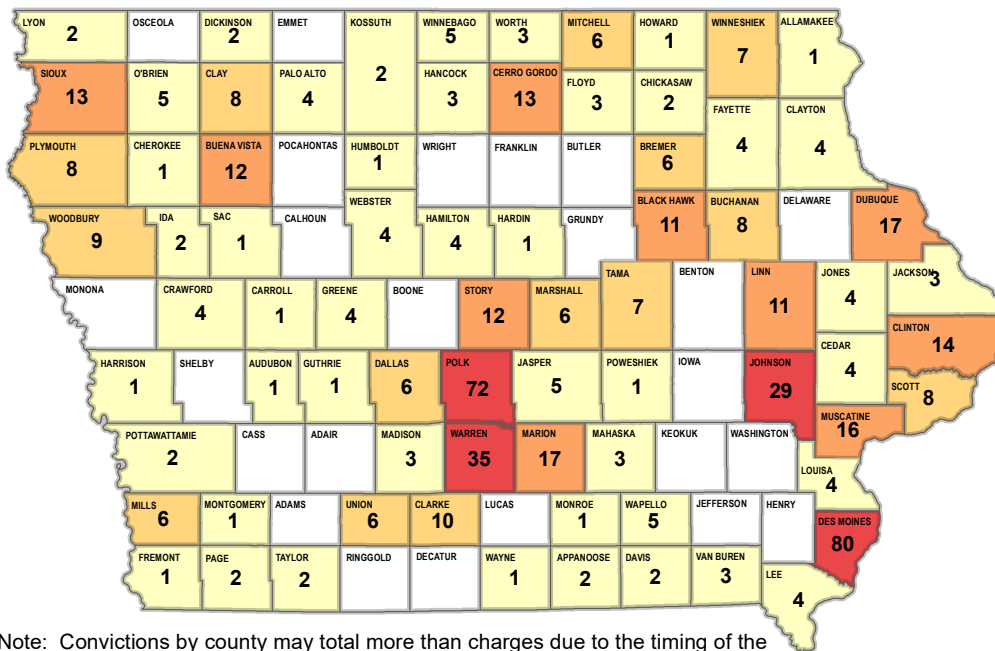 LYON OSCEOLA DICKINSON EMMET KOSSUTH WINNEBAGO WORTH MITCHELL HOWARD WINNESHIEK ALLAMAKEE
2 2 2 5 3 6 1 7 1
SIOUX O'BRIEN CLAY PALO ALTO HANCOCK CERRO GORDO FLOYD CHICKASAW
13 5 8 4 3 13 3 2
FAYETTE CLAYTON
4 4
PLYMOUTH CHEROKEE BUENA VISTA POCAHONTAS HUMBOLDT WRIGHT FRANKLIN BUTLER BREMER
8 1 12 1 6
WOODBURY IDA SAC CALHOUN WEBSTER HAMILTON HARDIN GRUNDY BLACK HAWK BUCHANAN DELAWARE DUBUQUE
9 2 1 4 4 1 11 8 17
MONONA CRAWFORD CARROLL GREENE BOONE STORY MARSHALL TAMA BENTON LINN JONES JACKSON
4 1 4 12 6 7 11 4 3
CLINTON
14
HARRISON SHELBY AUDUBON GUTHRIE DALLAS POLK JASPER POWESHIEK IOWA JOHNSON CEDAR SCOTT
1 1 1 6 72 5 1 29 4 8
POTTAWATTAMIE CASS ADAIR MADISON WARREN MARION MAHASKA KEOKUK WASHINGTON MUSCATINE
2 3 35 17 3 16
LOUISA
4
MILLS MONTGOMERY ADAMS UNION CLARKE LUCAS MONROE WAPELLO JEFFERSON HENRY DES MOINES
6 1 6 10 1 5 80
FREMONT PAGE TAYLOR RINGGOLD DECATUR WAYNE APPANOOSE DAVIS VAN BUREN LEE
1 2 2 1 2 2 3 4
Note: Convictions by county may total more than charges due to the timing of the